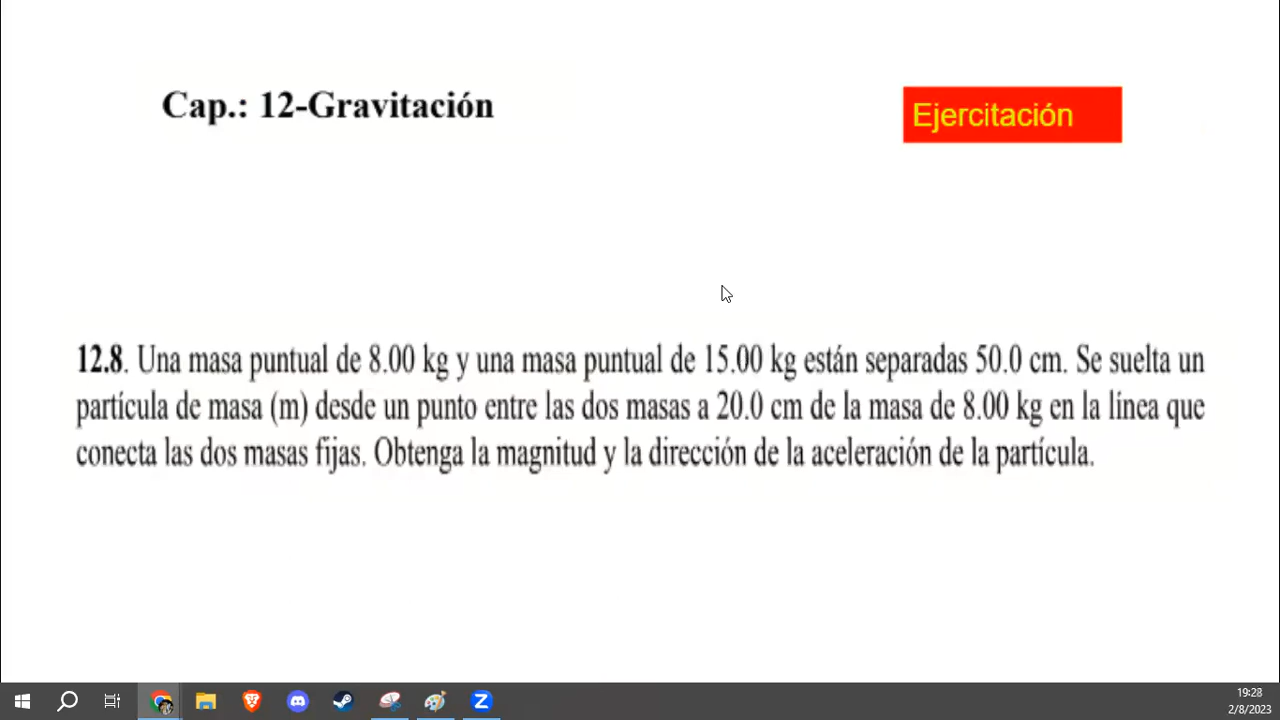 Cap.: 12-Gravitación
Ejercitación
12.8. Una masa puntual de 8.00 kg y una masa puntual de 15.00 kg están separadas 50.0 cm. Se suelta un
partícula de masa (m) desde un punto entre las dos masas a 20.0 cm de la masa de 8.00 kg en la línea que
conecta las dos masas fijas. Obtenga la magnitud y la dirección de la aceleración de la partícula.
Z
19:28
2/8/2023